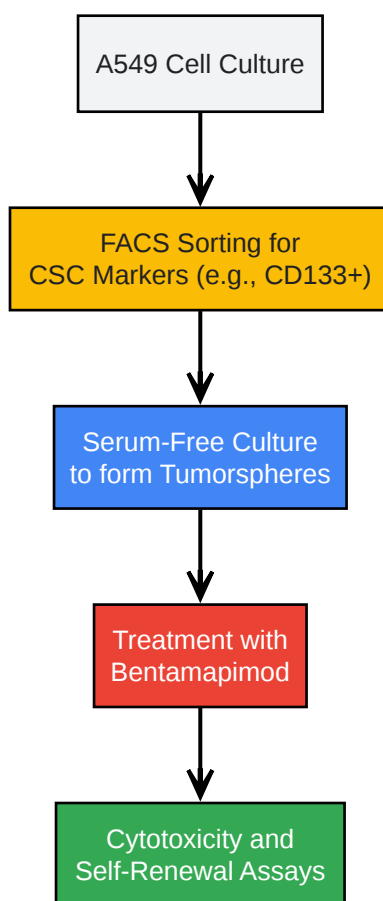 A549 Cell Culture
FACS Sorting for
CSC Markers (e.g., CD133+)
Serum-Free Culture
to form Tumorspheres
Treatment with
Bentamapimod
Cytotoxicity and
Self-Renewal Assays